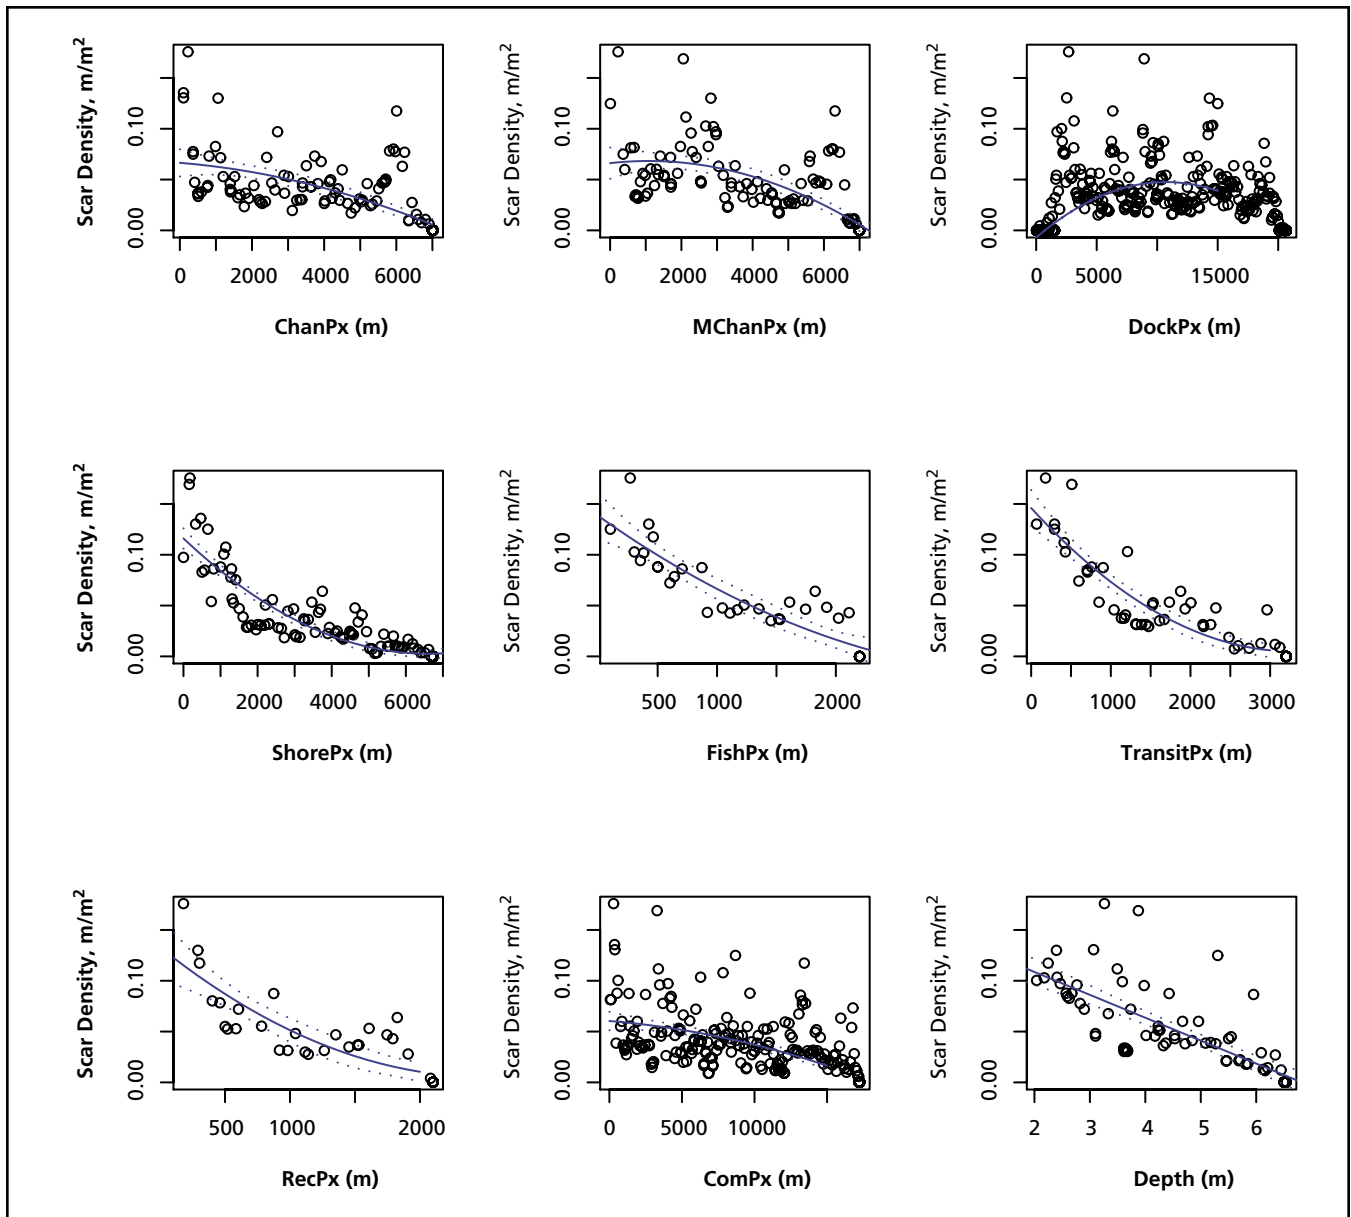 Scar Density, m/m²
0.00 0.10
0 2000 4000 6000
ChanPx (m)
Scar Density, m/m²
0.00 0.10
0 2000 4000 6000
MChanPx (m)
Scar Density, m/m²
0.00 0.10
0 5000 15000
DockPx (m)
Scar Density, m/m²
0.00 0.10
0 2000 4000 6000
ShorePx (m)
Scar Density, m/m²
0.00 0.10
500 1000 2000
FishPx (m)
Scar Density, m/m²
0.00 0.10
0 1000 2000 3000
TransitPx (m)
Scar Density, m/m²
0.00 0.10
500 1000 2000
RecPx (m)
Scar Density, m/m²
0.00 0.10
0 5000 10000
ComPx (m)
Scar Density, m/m²
0.00 0.10
2 3 4 5 6
Depth (m)